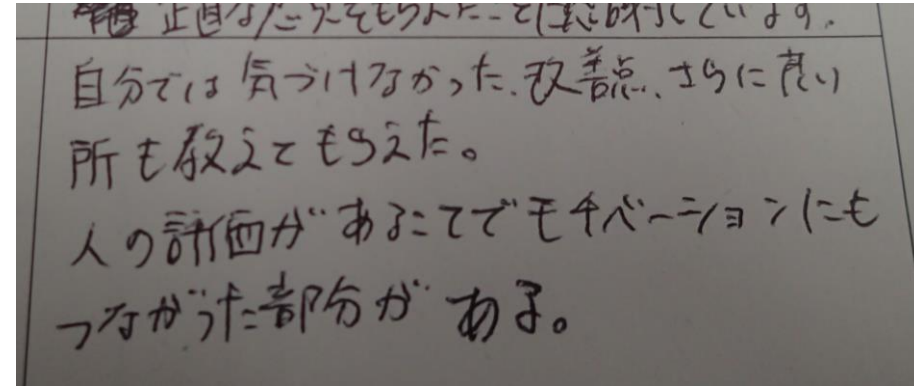 自分では気づけなかった、改善点、さらに良い
所も教えてもらえた。
人の評価があることでモチベーションにも
つながった部分がある。